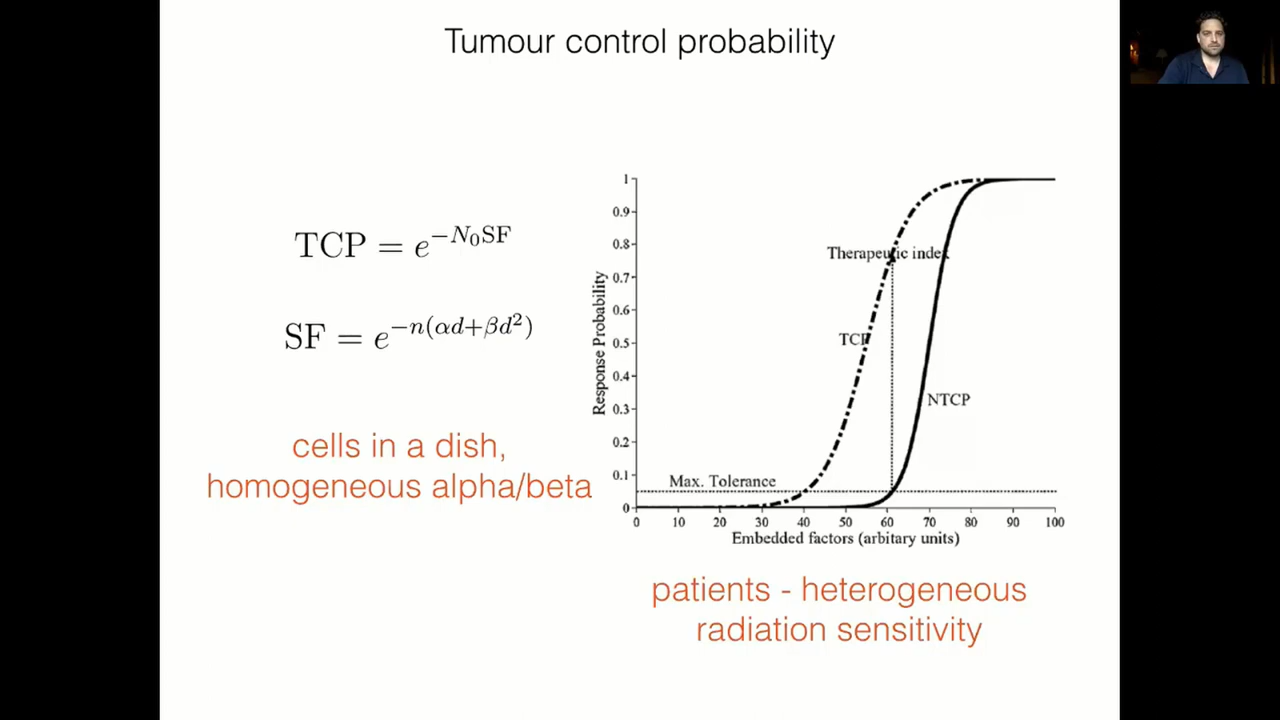 Tumour control probability
TCP = e^{-N_0SF}
SF = e^{-n(αd+βd^2)}
cells in a dish,
homogeneous alpha/beta
1
0.9
0.8
0.7
0.6
0.5
0.4
0.3
0.2
0.1
0
Response Probability
Therapeutic index
TCP
NTCP
Max. Tolerance
0 10 20 30 40 50 60 70 80 90 100
Embedded factors (arbitary units)
patients - heterogeneous
radiation sensitivity